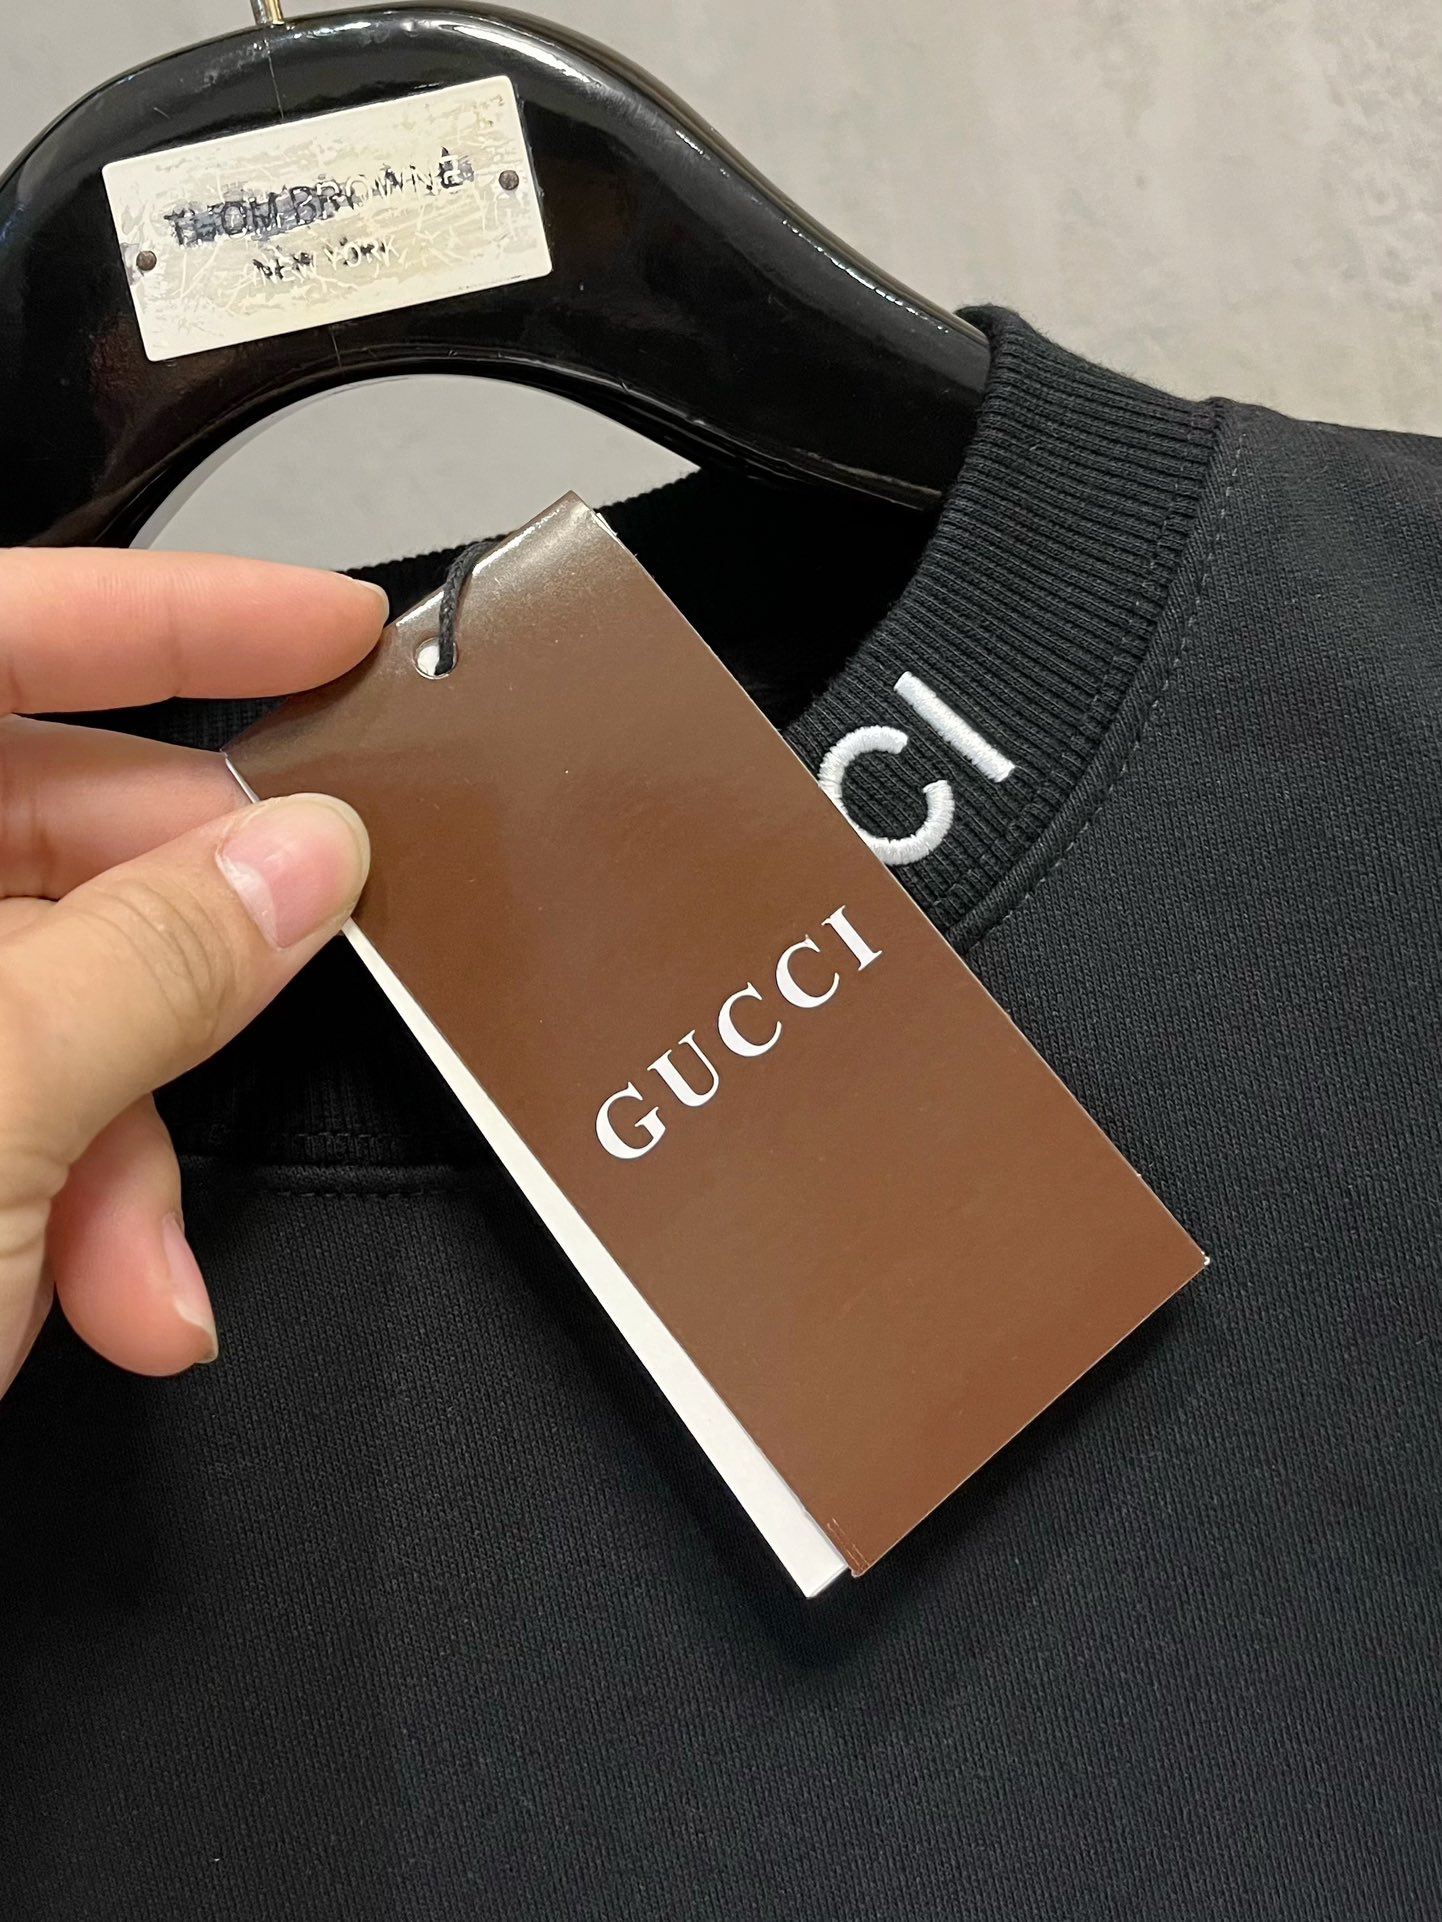 THOM BROWNE
NEW YORK
CI
GUCCI